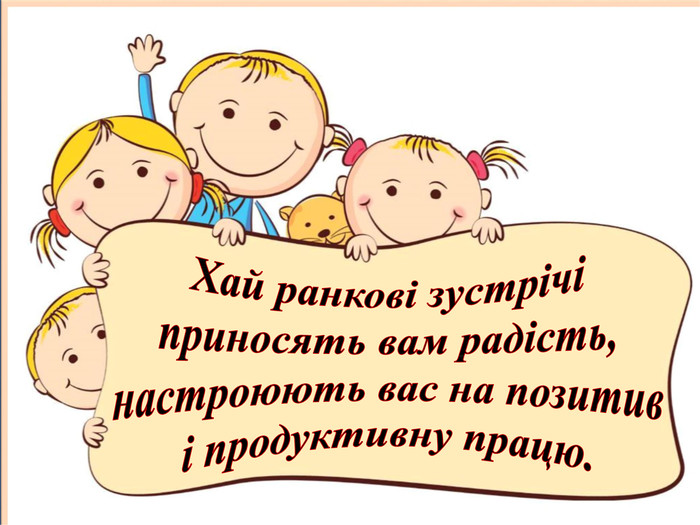 Хай ранкові зустрічі
приносять вам радість,
настроюють вас на позитив
і продуктивну працю.